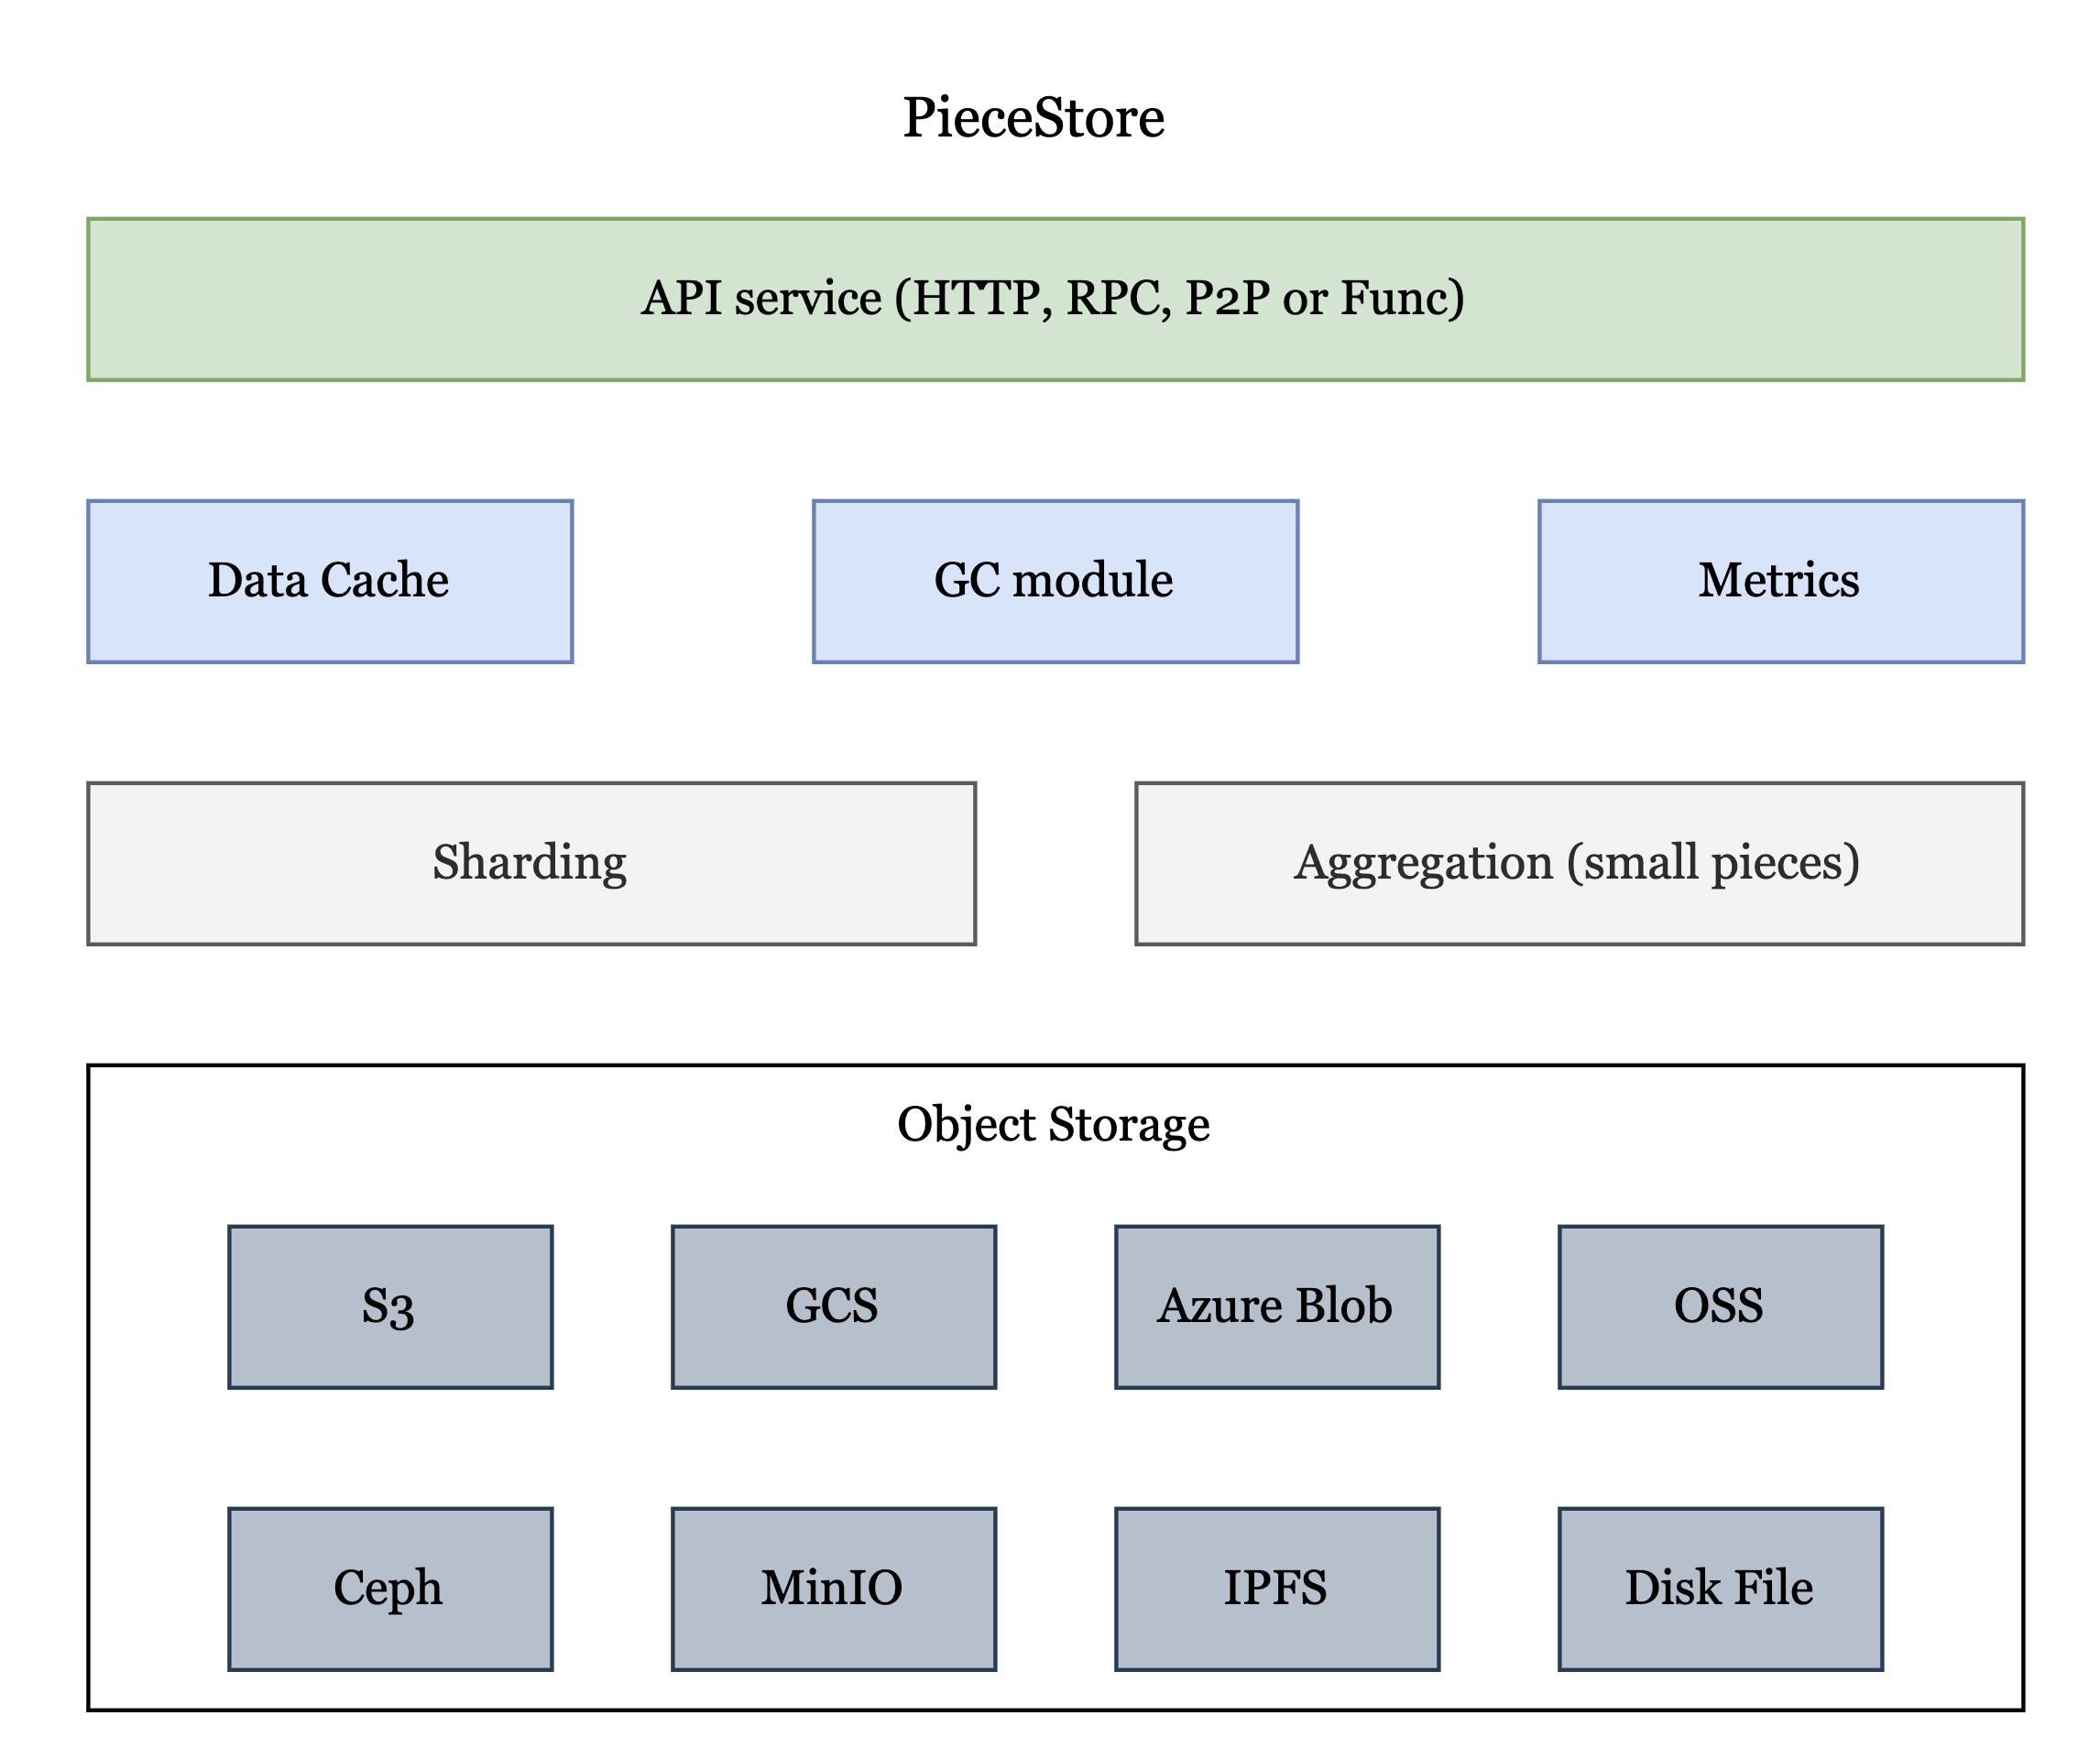 PieceStore
API service (HTTP, RPC, P2P or Func)
Data Cache
GC module
Metrics
Sharding
Aggregation (small pieces)
Object Storage
S3
GCS
Azure Blob
OSS
Ceph
MinIO
IPFS
Disk File